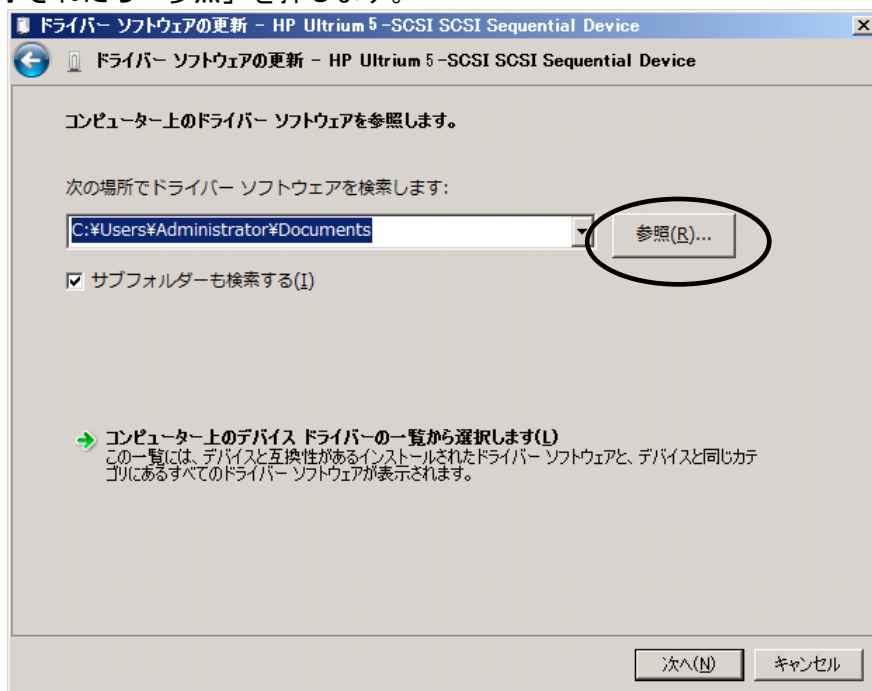 されたら「参照」を押します。
ドライバー ソフトウェアの更新 - HP Ultrium 5-SCSI SCSI Sequential Device
ドライバー ソフトウェアの更新 - HP Ultrium 5-SCSI SCSI Sequential Device
コンピューター上のドライバー ソフトウェアを参照します。
次の場所でドライバー ソフトウェアを検索します:
C:¥Users¥Administrator¥Documents
参照(R)...
サブフォルダーも検索する(I)
コンピューター上のデバイス ドライバーの一覧から選択します(L)
この一覧には、デバイスと互換性があるインストールされたドライバー ソフトウェアと、デバイスと同じカテ
ゴリにあるすべてのドライバー ソフトウェアが表示されます。
次へ(N)
キャンセル